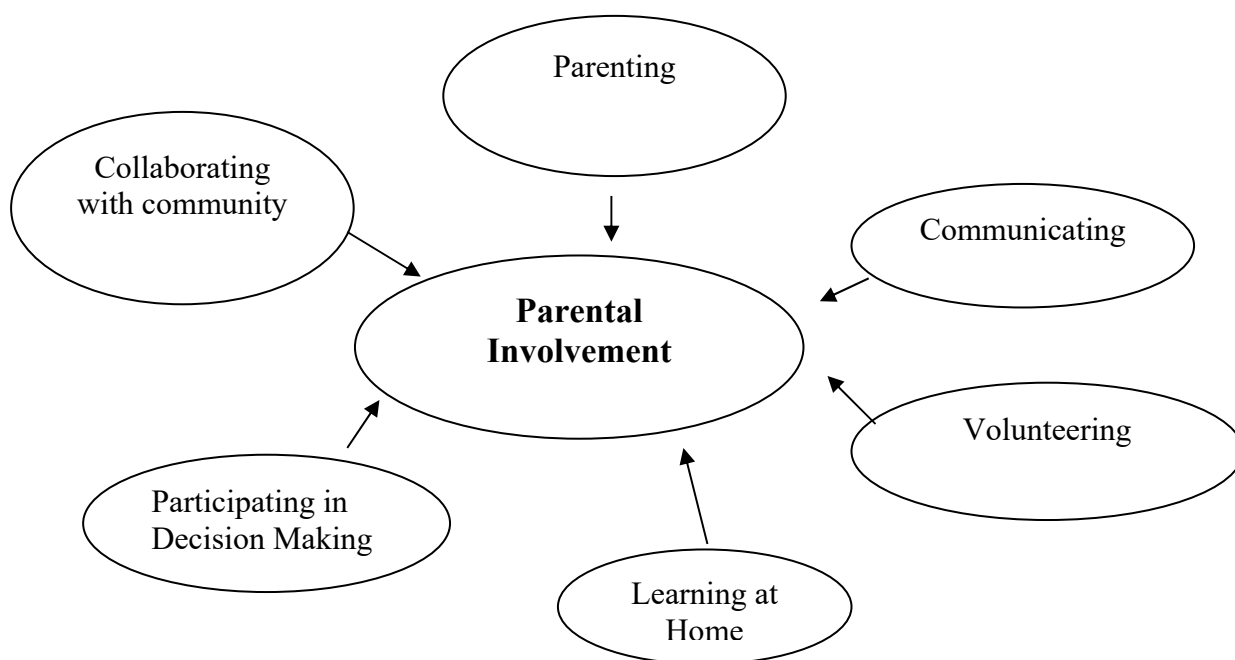 Parenting
Collaborating
with community
Communicating
Parental
Involvement
Volunteering
Participating in
Decision Making
Learning at
Home